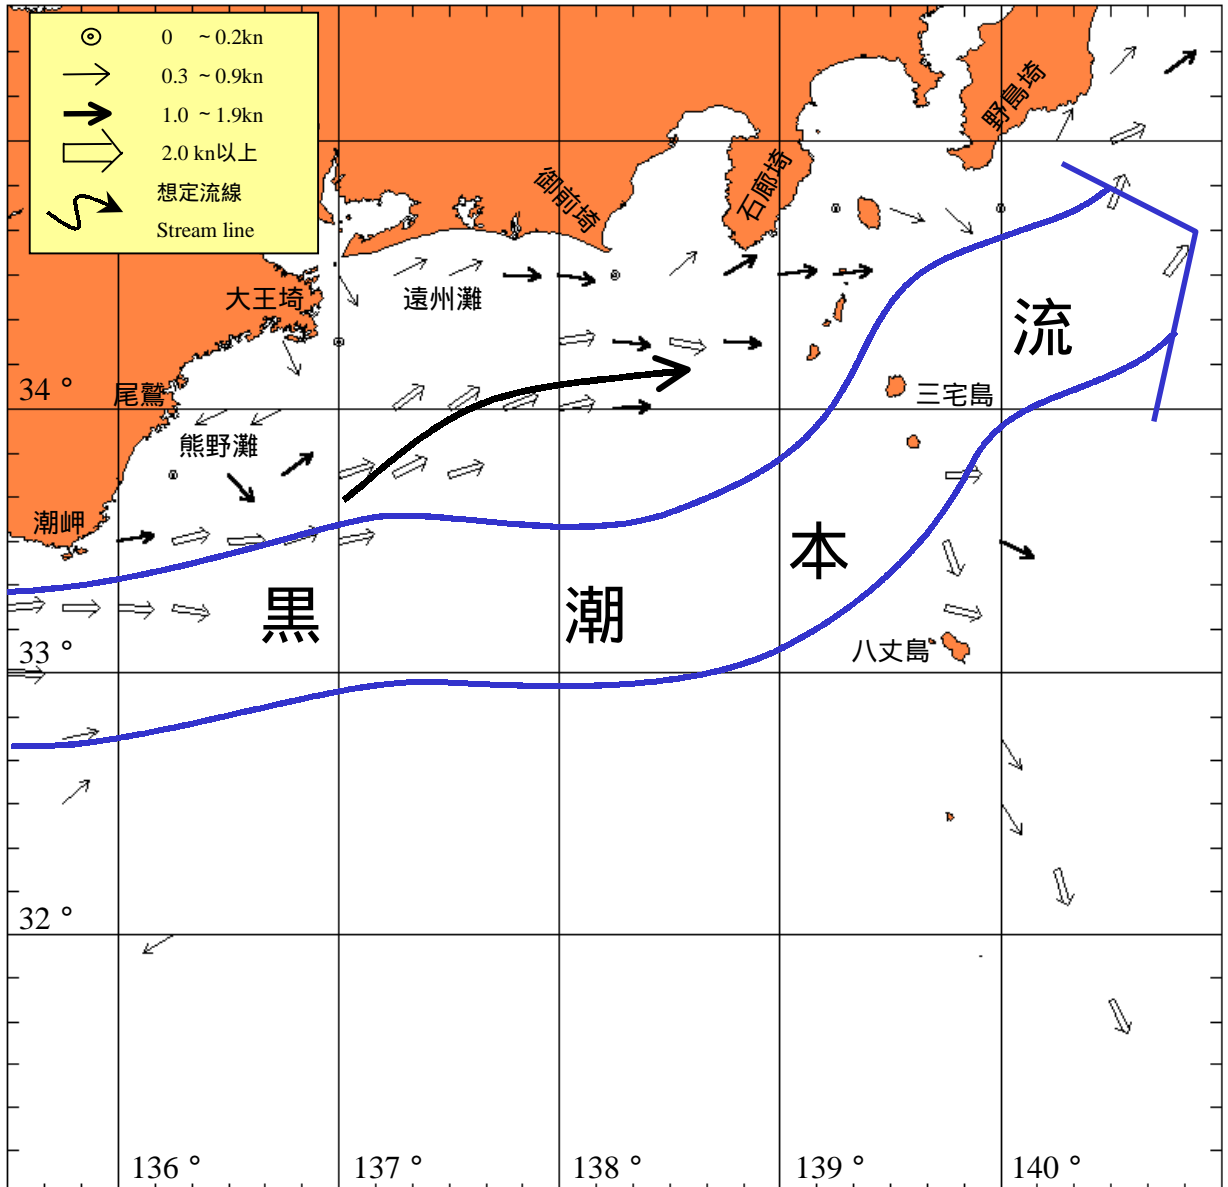 0 ~ 0.2kn
0.3 ~ 0.9kn
1.0 ~ 1.9kn
2.0 kn以上
想定流線
Stream line
野島埼
石廊埼
御前埼
大王埼
遠州灘
流
34 °
尾鷲
三宅島
熊野灘
潮岬
本
黒
潮
33 °
八丈島
32 °
136 °
137 °
138 °
139 °
140 °